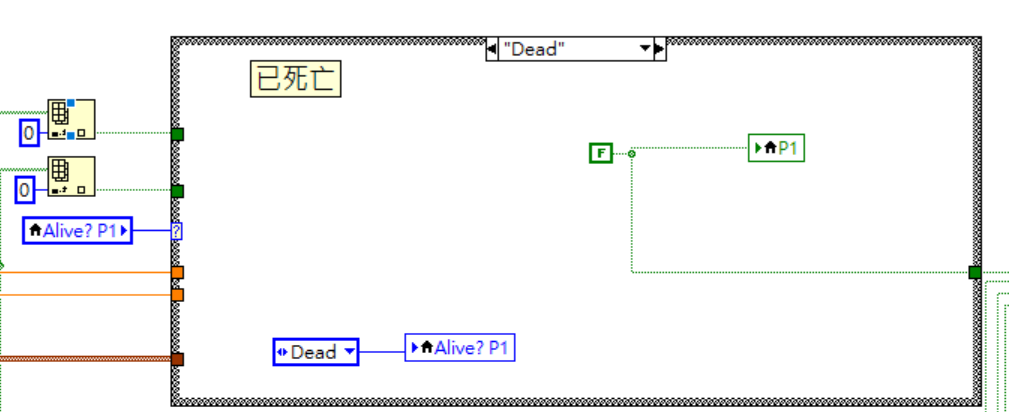 "Dead"
已死亡
0
F
P1
0
Alive? P1
?
Dead
Alive? P1